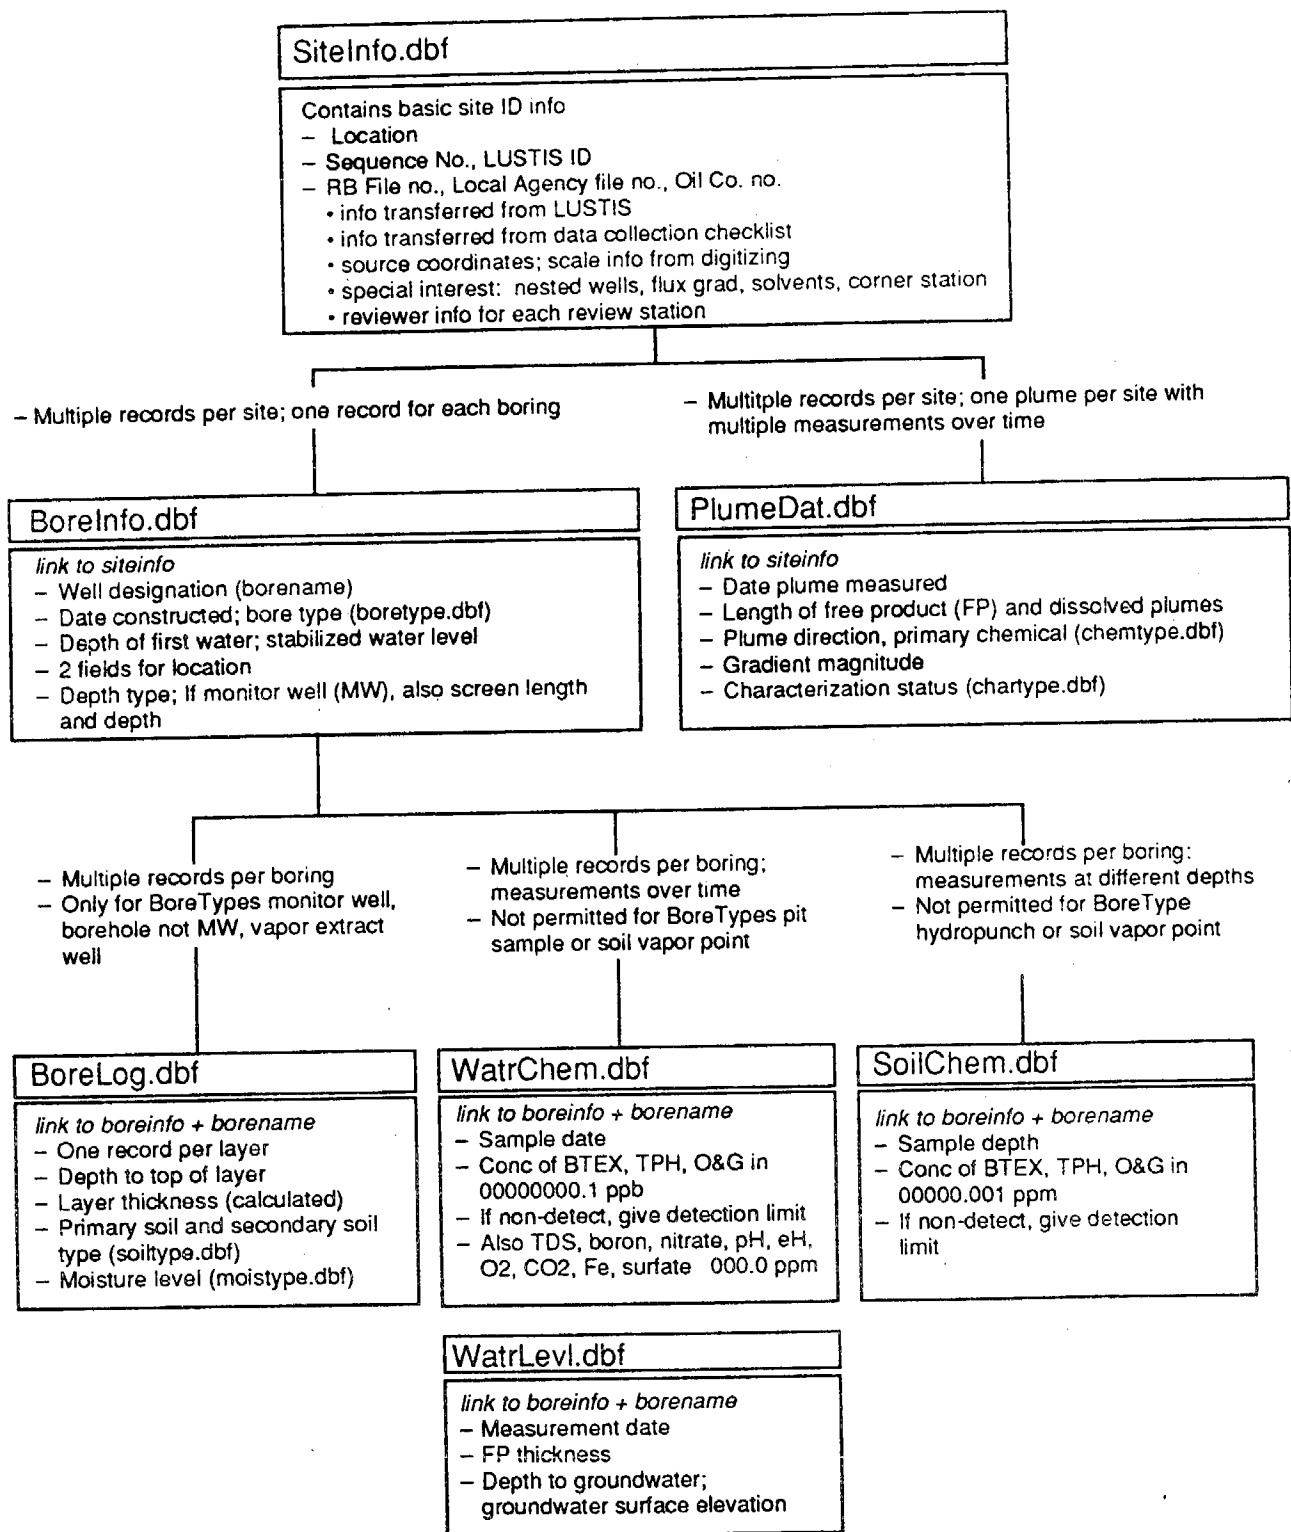 SiteInfo.dbf
Contains basic site ID info
– Location
– Sequence No., LUSTIS ID
– RB File no., Local Agency file no., Oil Co. no.
• info transferred from LUSTIS
• info transferred from data collection checklist
• source coordinates; scale info from digitizing
• special interest: nested wells, flux grad, solvents, corner station
• reviewer info for each review station
– Multiple records per site; one record for each boring
– Multitple records per site; one plume per site with
multiple measurements over time
BoreInfo.dbf
link to siteinfo
– Well designation (borename)
– Date constructed; bore type (boretype.dbf)
– Depth of first water; stabilized water level
– 2 fields for location
– Depth type; If monitor well (MW), also screen length
and depth
PlumeDat.dbf
link to siteinfo
– Date plume measured
– Length of free product (FP) and dissolved plumes
– Plume direction, primary chemical (chemtype.dbf)
– Gradient magnitude
– Characterization status (chartype.dbf)
– Multiple records per boring
– Only for BoreTypes monitor well,
borehole not MW, vapor extract
well
– Multiple records per boring;
measurements over time
– Not permitted for BoreTypes pit
sample or soil vapor point
– Multiple records per boring:
measurements at different depths
– Not permitted for BoreType
hydropunch or soil vapor point
BoreLog.dbf
link to boreinfo + borename
– One record per layer
– Depth to top of layer
– Layer thickness (calculated)
– Primary soil and secondary soil
type (soiltype.dbf)
– Moisture level (moistype.dbf)
WatrChem.dbf
link to boreinfo + borename
– Sample date
– Conc of BTEX, TPH, O&G in
00000000.1 ppb
– If non-detect, give detection limit
– Also TDS, boron, nitrate, pH, eH,
O2, CO2, Fe, surfate 000.0 ppm
SoilChem.dbf
link to boreinfo + borename
– Sample depth
– Conc of BTEX, TPH, O&G in
00000.001 ppm
– If non-detect, give detection
limit
WatrLevl.dbf
link to boreinfo + borename
– Measurement date
– FP thickness
– Depth to groundwater;
groundwater surface elevation